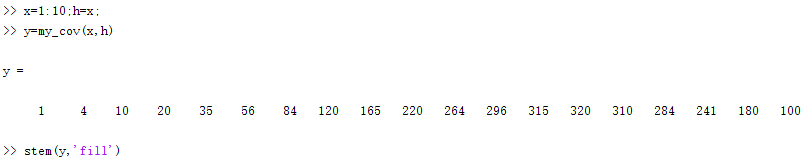 >> x=1:10;h=x;
>> y=my_cov(x,h)
y =
1 4 10 20 35 56 84 120 165 220 264 296 315 320 310 284 241 180 100
>> stem(y,'fill')